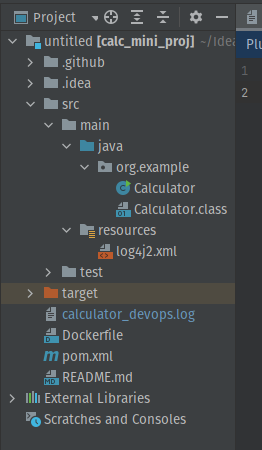 Project
untitled [calc_mini_proj] ~/Idea
.github
.idea
src
main
java
org.example
Calculator
Calculator.class
resources
log4j2.xml
test
target
calculator_devops.log
Dockerfile
pom.xml
README.md
External Libraries
Scratches and Consoles
Plu
1
2